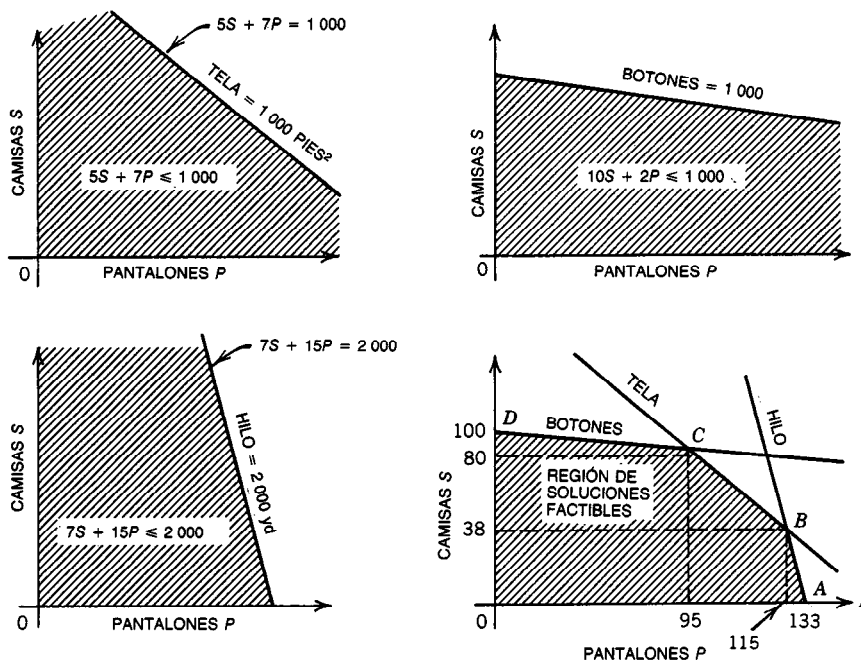 5S + 7P = 1 000
TELA = 1 000 PIES²
CAMISAS S
5S + 7P ≤ 1 000
0
PANTALONES P
BOTONES = 1 000
CAMISAS S
10S + 2P ≤ 1 000
0
PANTALONES P
7S + 15P = 2 000
HILO = 2 000 yd
CAMISAS S
7S + 15P ≤ 2 000
0
PANTALONES P
TELA
HILO
D
BOTONES
C
100
80
REGIÓN DE
SOLUCIONES
FACTIBLES
B
38
CAMISAS S
A
0
95
133
115
PANTALONES P